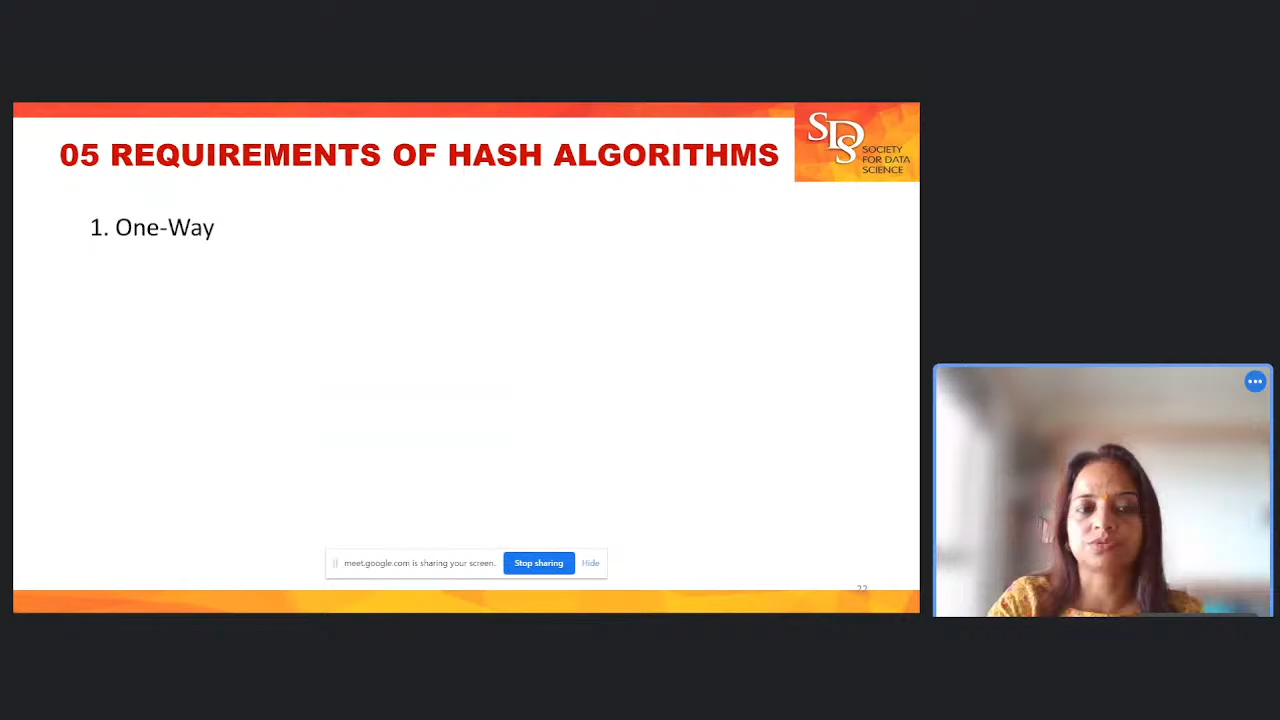 05 REQUIREMENTS OF HASH ALGORITHMS
SDS
SOCIETY
FOR DATA
SCIENCE
1. One-Way
meet.google.com is sharing your screen. Stop sharing Hide
22